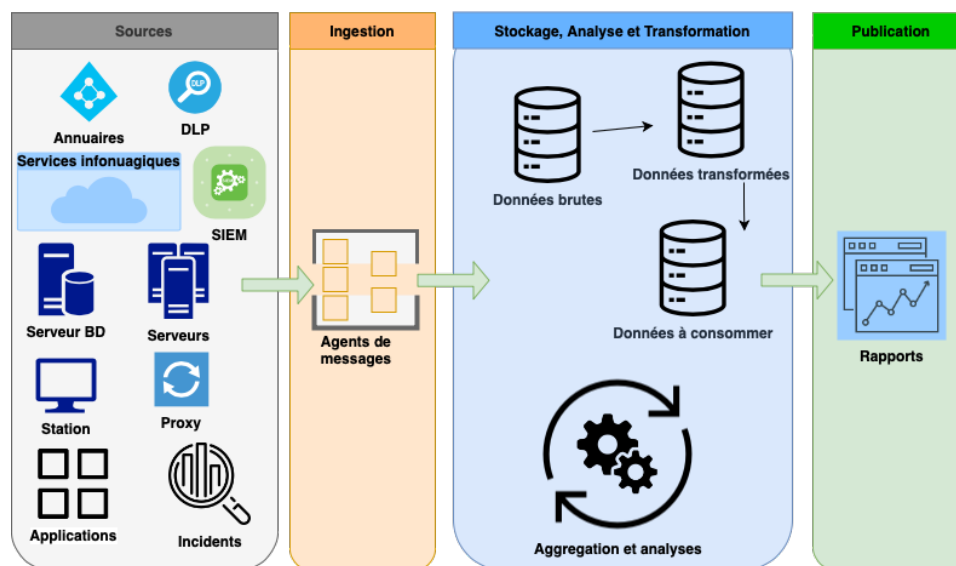 Sources
Ingestion
Stockage, Analyse et Transformation
Publication
Annuaires
DLP
DLP
Services infonuagiques
SIEM
Serveur BD
Serveurs
Station
Proxy
Applications
Incidents
Agents de
messages
Données brutes
Données transformées
Données à consommer
Aggregation et analyses
Rapports